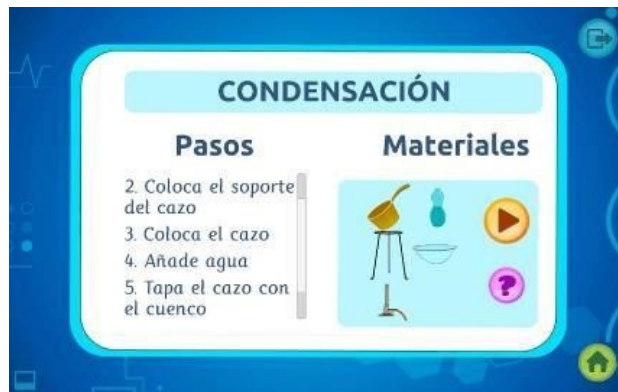 CONDENSACIÓN
Pasos
2. Coloca el soporte
del cazo
3. Coloca el cazo
4. Añade agua
5. Tapa el cazo con
el cuenco
Materiales
?